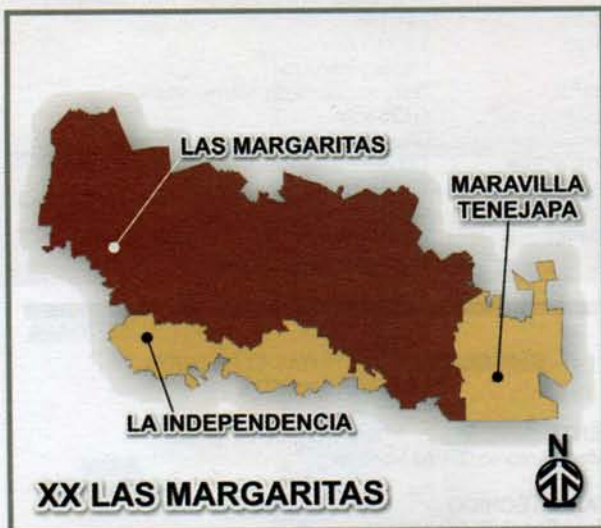 LAS MARGARITAS
MARAVILLA
TENEJAPA
LA INDEPENDENCIA
N
XX LAS MARGARITAS